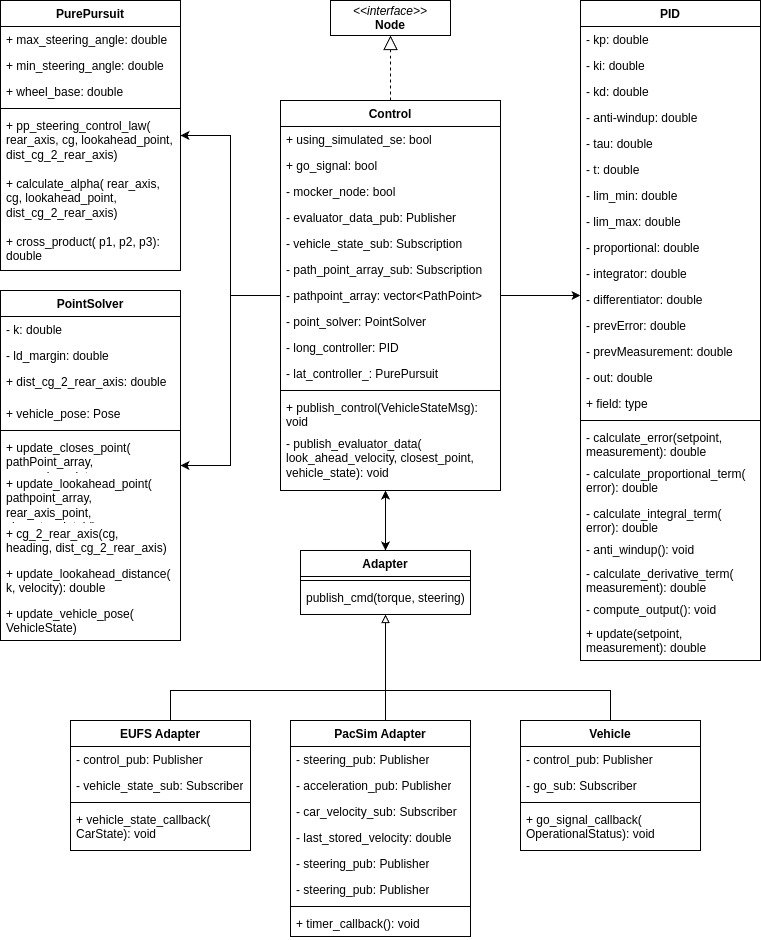 PurePursuit
+ max_steering_angle: double
+ min_steering_angle: double
+ wheel_base: double
+ pp_steering_control_law(
rear_axis, cg, lookahead_point,
dist_cg_2_rear_axis)
+ calculate_alpha( rear_axis,
cg, lookahead_point,
dist_cg_2_rear_axis)
+ cross_product( p1, p2, p3):
double
PointSolver
- k: double
- ld_margin: double
+ dist_cg_2_rear_axis: double
+ vehicle_pose: Pose
+ update_closes_point(
pathPoint_array,
+ update_lookahead_point(
pathpoint_array,
rear_axis_point,
+ cg_2_rear_axis(cg,
heading, dist_cg_2_rear_axis)
+ update_lookahead_distance(
k, velocity): double
+ update_vehicle_pose(
VehicleState)
<<interface>>
Node
Control
+ using_simulated_se: bool
+ go_signal: bool
- mocker_node: bool
- evaluator_data_pub: Publisher
- vehicle_state_sub: Subscription
- path_point_array_sub: Subscription
- pathpoint_array: vector<PathPoint>
- point_solver: PointSolver
- long_controller: PID
- lat_controller_: PurePursuit
+ publish_control(VehicleStateMsg):
void
- publish_evaluator_data(
look_ahead_velocity, closest_point,
vehicle_state): void
PID
- kp: double
- ki: double
- kd: double
- anti-windup: double
- tau: double
- t: double
- lim_min: double
- lim_max: double
- proportional: double
- integrator: double
- differentiator: double
- prevError: double
- prevMeasurement: double
- out: double
+ field: type
- calculate_error(setpoint,
measurement): double
- calculate_proportional_term(
error): double
- calculate_integral_term(
error): double
- anti_windup(): void
- calculate_derivative_term(
measurement): double
- compute_output(): void
+ update(setpoint,
measurement): double
Adapter
publish_cmd(torque, steering)
EUFS Adapter
- control_pub: Publisher
- vehicle_state_sub: Subscriber
+ vehicle_state_callback(
CarState): void
PacSim Adapter
- steering_pub: Publisher
- acceleration_pub: Publisher
- car_velocity_sub: Subscriber
- last_stored_velocity: double
- steering_pub: Publisher
- steering_pub: Publisher
+ timer_callback(): void
Vehicle
- control_pub: Publisher
- go_sub: Subscriber
+ go_signal_callback(
OperationalStatus): void